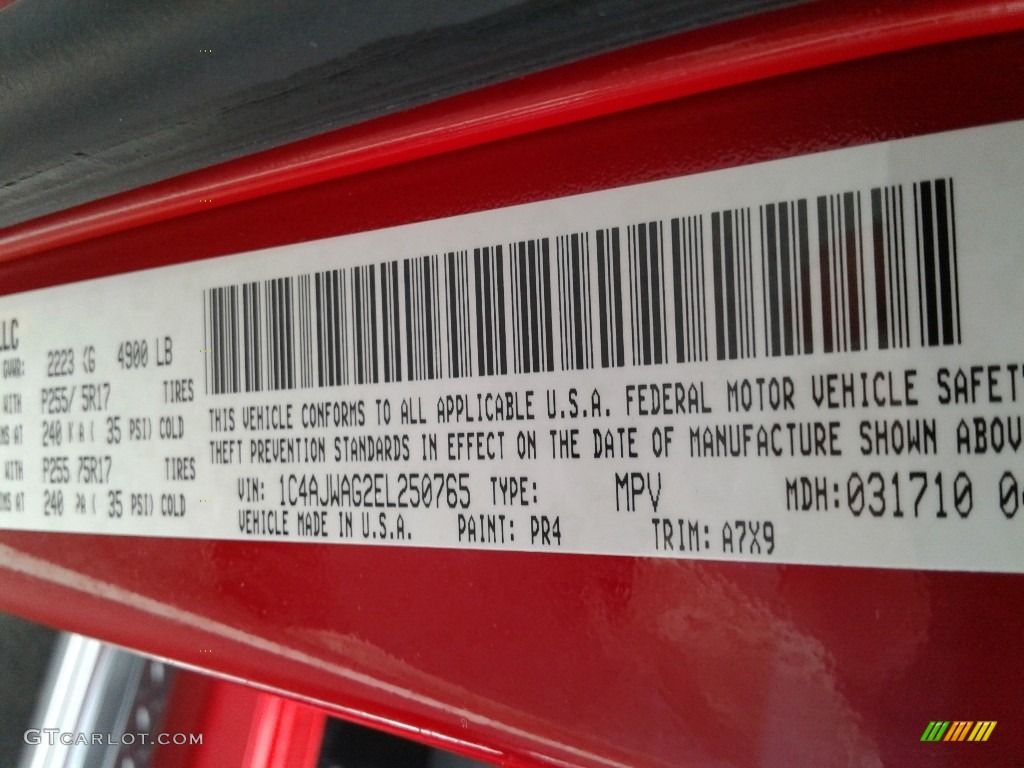 LLC
GVWR: 2223 KG 4900 LB
WITH P255/ 5R17 TIRES
240 K A ( 35 PSI) COLD
WITH P255 75R17 TIRES
240 PA ( 35 PSI) COLD
THIS VEHICLE CONFORMS TO ALL APPLICABLE U.S.A. FEDERAL MOTOR VEHICLE SAFET
THEFT PREVENTION STANDARDS IN EFFECT ON THE DATE OF MANUFACTURE SHOWN ABOV
VIN: 1C4AJWAG2EL250765 TYPE: MPV MDH: 031710 0
VEHICLE MADE IN U.S.A. PAINT: PR4 TRIM: A7X9
GTCARLOT.COM